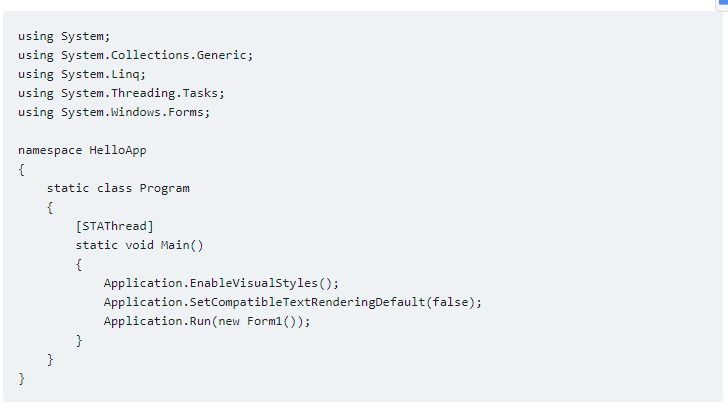 using System;
using System.Collections.Generic;
using System.Linq;
using System.Threading.Tasks;
using System.Windows.Forms;

namespace HelloApp
{
    static class Program
    {
        [STAThread]
        static void Main()
        {
            Application.EnableVisualStyles();
            Application.SetCompatibleTextRenderingDefault(false);
            Application.Run(new Form1());
        }
    }
}